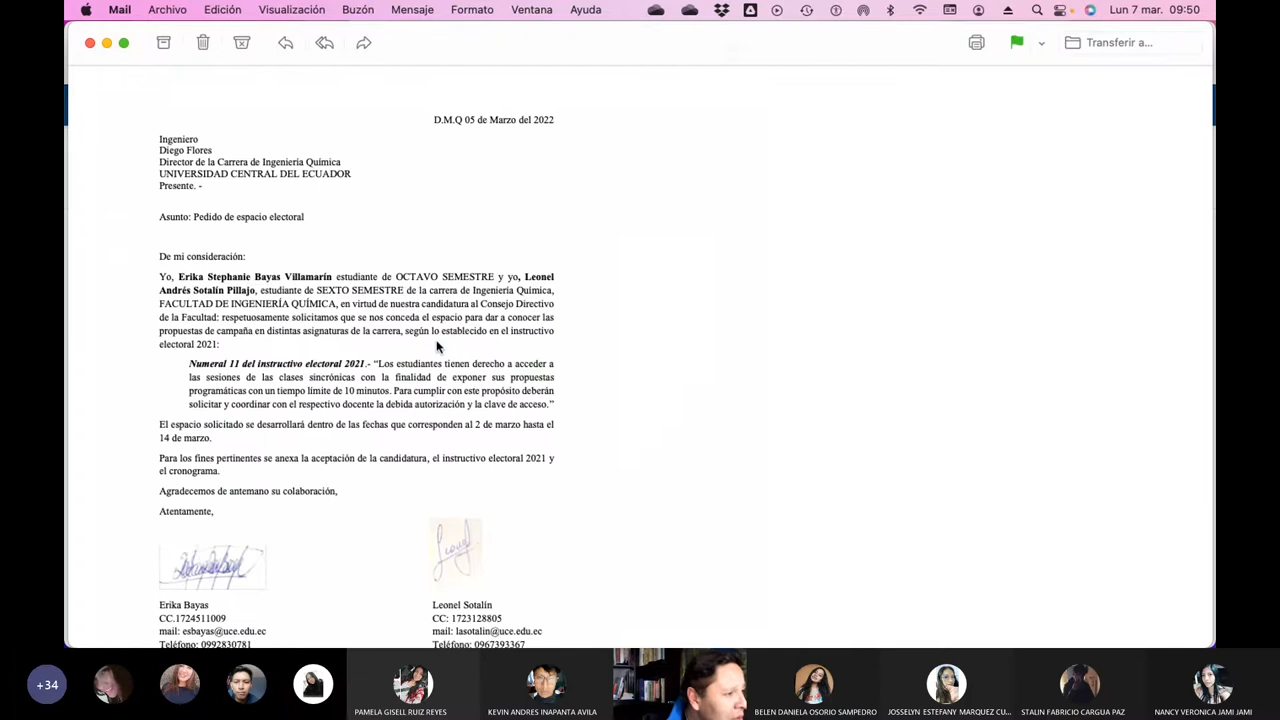 Mail Archivo Edición Visualización Buzón Mensaje Formato Ventana Ayuda Lun 7 mar. 09:50
Transferir a...
D.M.Q 05 de Marzo del 2022
Ingeniero
Diego Flores
Director de la Carrera de Ingeniería Química
UNIVERSIDAD CENTRAL DEL ECUADOR
Presente. -
Asunto: Pedido de espacio electoral
De mi consideración:
Yo, Erika Stephanie Bayas Villamarín estudiante de OCTAVO SEMESTRE y yo, Leonel
Andrés Sotalín Pillajo, estudiante de SEXTO SEMESTRE de la carrera de Ingeniería Química,
FACULTAD DE INGENIERÍA QUÍMICA, en virtud de nuestra candidatura al Consejo Directivo
de la Facultad: respetuosamente solicitamos que se nos conceda el espacio para dar a conocer las
propuestas de campaña en distintas asignaturas de la carrera, según lo establecido en el instructivo
electoral 2021:
Numeral 11 del instructivo electoral 2021.- “Los estudiantes tienen derecho a acceder a
las sesiones de las clases sincrónicas con la finalidad de exponer sus propuestas
programáticas con un tiempo límite de 10 minutos. Para cumplir con este propósito deberán
solicitar y coordinar con el respectivo docente la debida autorización y la clave de acceso.”
El espacio solicitado se desarrollará dentro de las fechas que corresponden al 2 de marzo hasta el
14 de marzo.
Para los fines pertinentes se anexa la aceptación de la candidatura, el instructivo electoral 2021 y
el cronograma.
Agradecemos de antemano su colaboración,
Atentamente,
Erika Bayas Leonel Sotalín
CC.1724511009 CC: 1723128805
mail: esbayas@uce.edu.ec mail: lasotalin@uce.edu.ec
Teléfono: 0992830781 Teléfono: 0967393367
+34
PAMELA GISELL RUIZ REYES KEVIN ANDRES INAPANTA AVILA BELEN DANIELA OSORIO SAMPEDRO JOSSELYN ESTEFANY MARQUEZ CU... STALIN FABRICIO CARGUA PAZ NANCY VERONICA JAMI JAMI